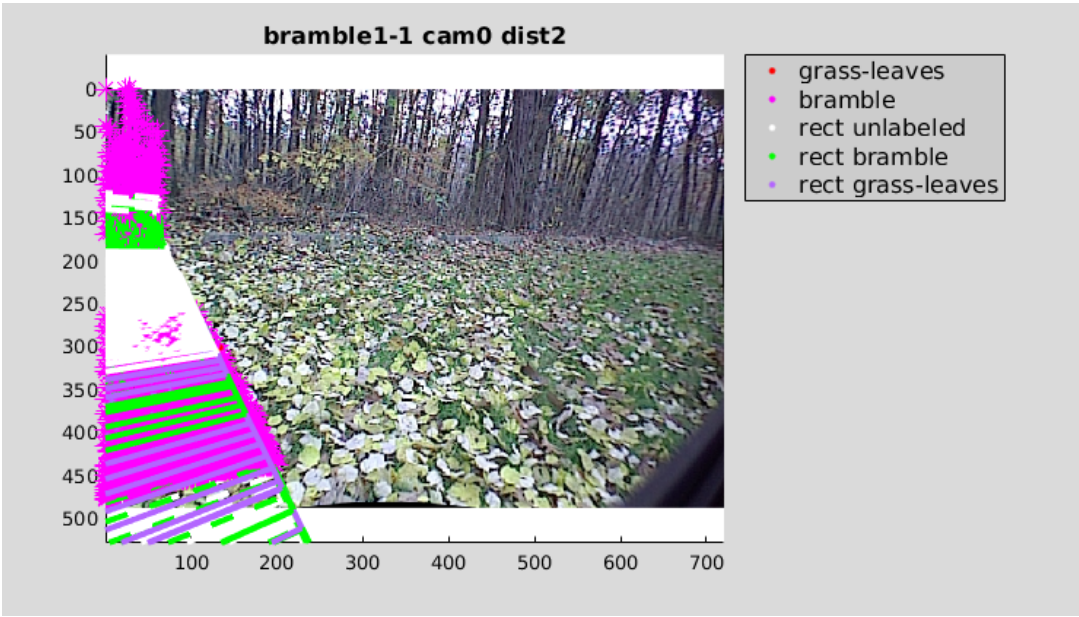 bramble1-1 cam0 dist2
grass-leaves
bramble
rect unlabeled
rect bramble
rect grass-leaves
0
50
100
150
200
250
300
350
400
450
500
100 200 300 400 500 600 700